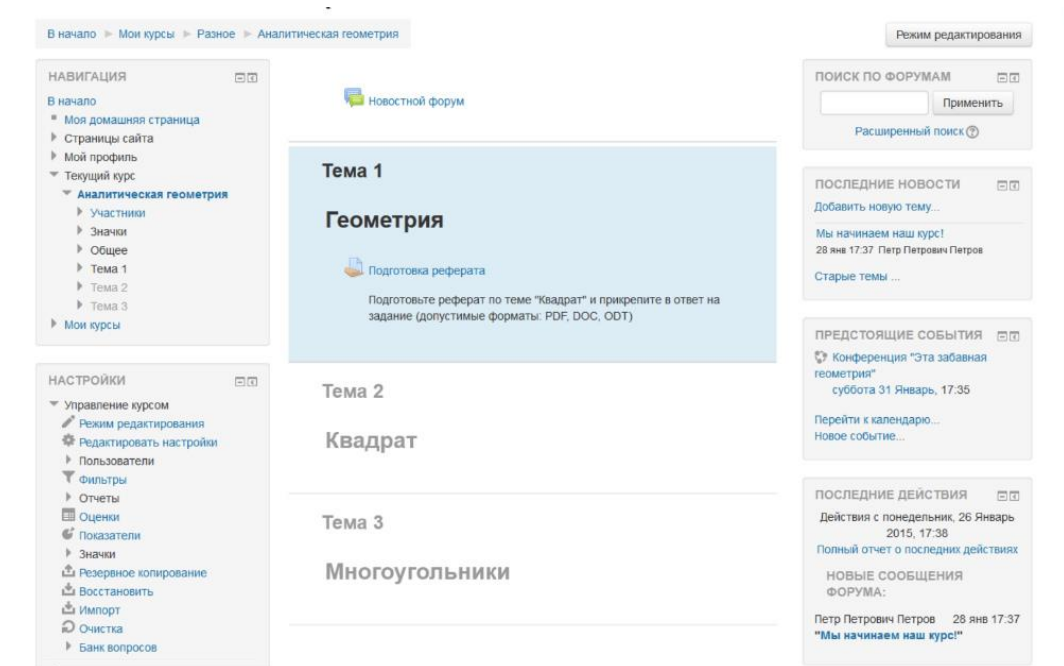 В начало ► Мои курсы ► Разное ► Аналитическая геометрия
Режим редактирования
НАВИГАЦИЯ
В начало
Моя домашняя страница
Страницы сайта
Мой профиль
Текущий курс
Аналитическая геометрия
Участники
Значки
Общее
Тема 1
Тема 2
Тема 3
Мои курсы
НАСТРОЙКИ
Управление курсом
Режим редактирования
Редактировать настройки
Пользователи
Фильтры
Отчеты
Оценки
Показатели
Значки
Резервное копирование
Восстановить
Импорт
Очистка
Банк вопросов
Новостной форум
Тема 1
Геометрия
Подготовка реферата
Подготовьте реферат по теме "Квадрат" и прикрепите в ответ на
задание (допустимые форматы: PDF, DOC, ODT)
Тема 2
Квадрат
Тема 3
Многоугольники
ПОИСК ПО ФОРУМАМ
Применить
Расширенный поиск
ПОСЛЕДНИЕ НОВОСТИ
Добавить новую тему...
Мы начинаем наш курс!
28 янв 17:37 Петр Петрович Петров
Старые темы ...
ПРЕДСТОЯЩИЕ СОБЫТИЯ
Конференция "Эта забавная
геометрия"
суббота 31 Январь, 17:35
Перейти к календарю...
Новое событие...
ПОСЛЕДНИЕ ДЕЙСТВИЯ
Действия с понедельник, 26 Январь
2015, 17:38
Полный отчет о последних действиях
НОВЫЕ СООБЩЕНИЯ
ФОРУМА:
Петр Петрович Петров 28 янв 17:37
"Мы начинаем наш курс!"